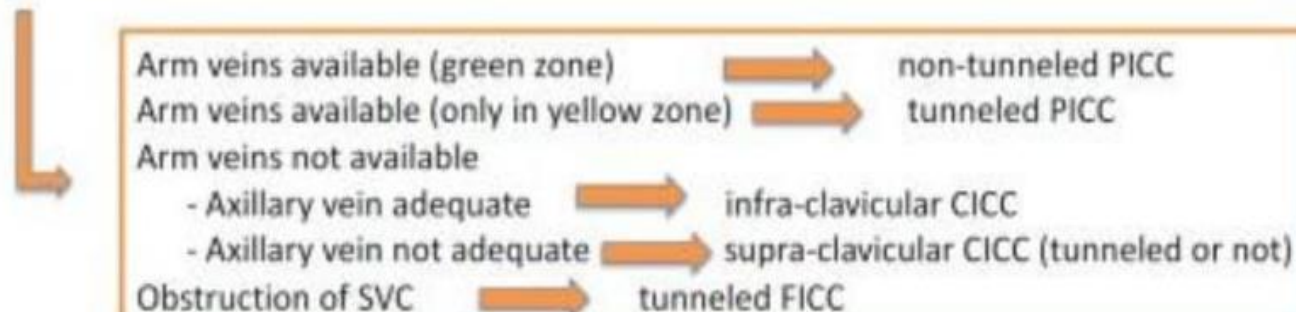 Arm veins available (green zone) non-tunneled PICC
Arm veins available (only in yellow zone) tunneled PICC
Arm veins not available
- Axillary vein adequate infra-clavicular CICC
- Axillary vein not adequate supra-clavicular CICC (tunneled or not)
Obstruction of SVC tunneled FICC